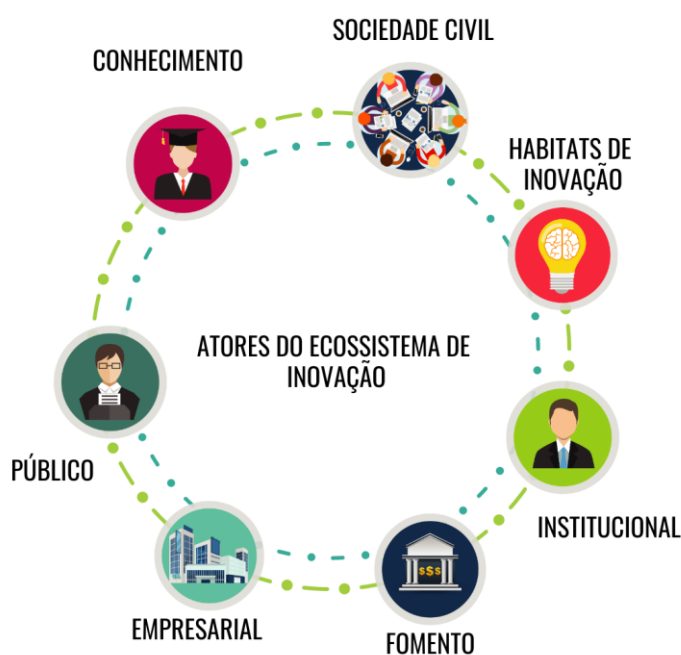 SOCIEDADE CIVIL
CONHECIMENTO
HABITATS DE
INOVAÇÃO
ATORES DO ECOSSISTEMA DE
INOVAÇÃO
PÚBLICO
INSTITUCIONAL
EMPRESARIAL
$$$
FOMENTO